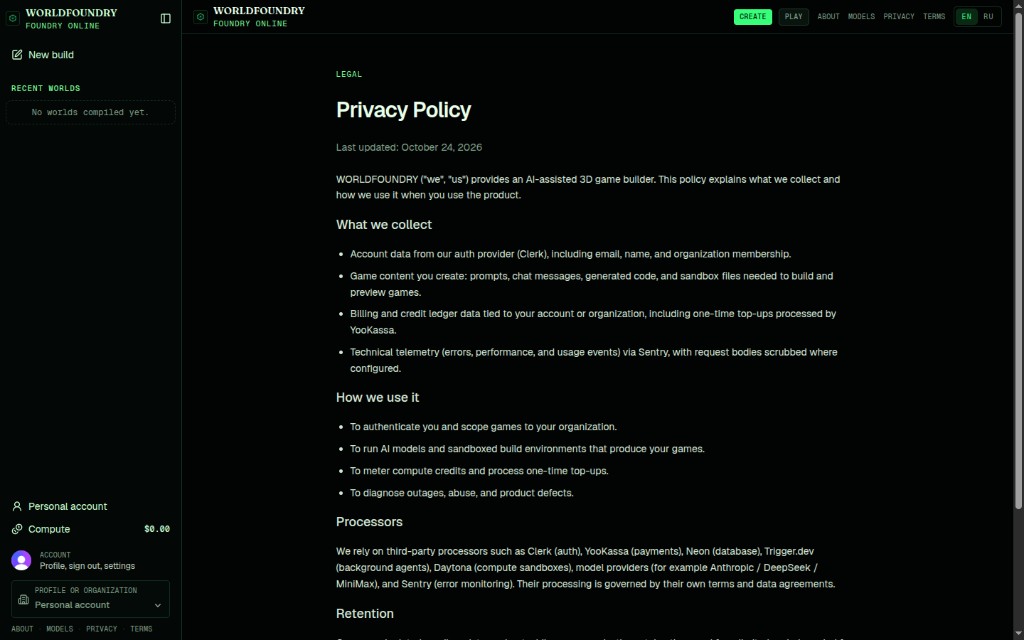 WORLDFOUNDRY
FOUNDRY ONLINE
New build
RECENT WORLDS
No worlds compiled yet.
Personal account
Compute $0.00
ACCOUNT
Profile, sign out, settings
PROFILE OR ORGANIZATION
Personal account
ABOUT · MODELS · PRIVACY · TERMS
WORLDFOUNDRY
FOUNDRY ONLINE
CREATE PLAY ABOUT MODELS PRIVACY TERMS EN RU
LEGAL
Privacy Policy
Last updated: October 24, 2026
WORLDFOUNDRY ("we", "us") provides an AI-assisted 3D game builder. This policy explains what we collect and
how we use it when you use the product.
What we collect
• Account data from our auth provider (Clerk), including email, name, and organization membership.
• Game content you create: prompts, chat messages, generated code, and sandbox files needed to build and
preview games.
• Billing and credit ledger data tied to your account or organization, including one-time top-ups processed by
YooKassa.
• Technical telemetry (errors, performance, and usage events) via Sentry, with request bodies scrubbed where
configured.
How we use it
• To authenticate you and scope games to your organization.
• To run AI models and sandboxed build environments that produce your games.
• To meter compute credits and process one-time top-ups.
• To diagnose outages, abuse, and product defects.
Processors
We rely on third-party processors such as Clerk (auth), YooKassa (payments), Neon (database), Trigger.dev
(background agents), Daytona (compute sandboxes), model providers (for example Anthropic / DeepSeek /
MiniMax), and Sentry (error monitoring). Their processing is governed by their own terms and data agreements.
Retention